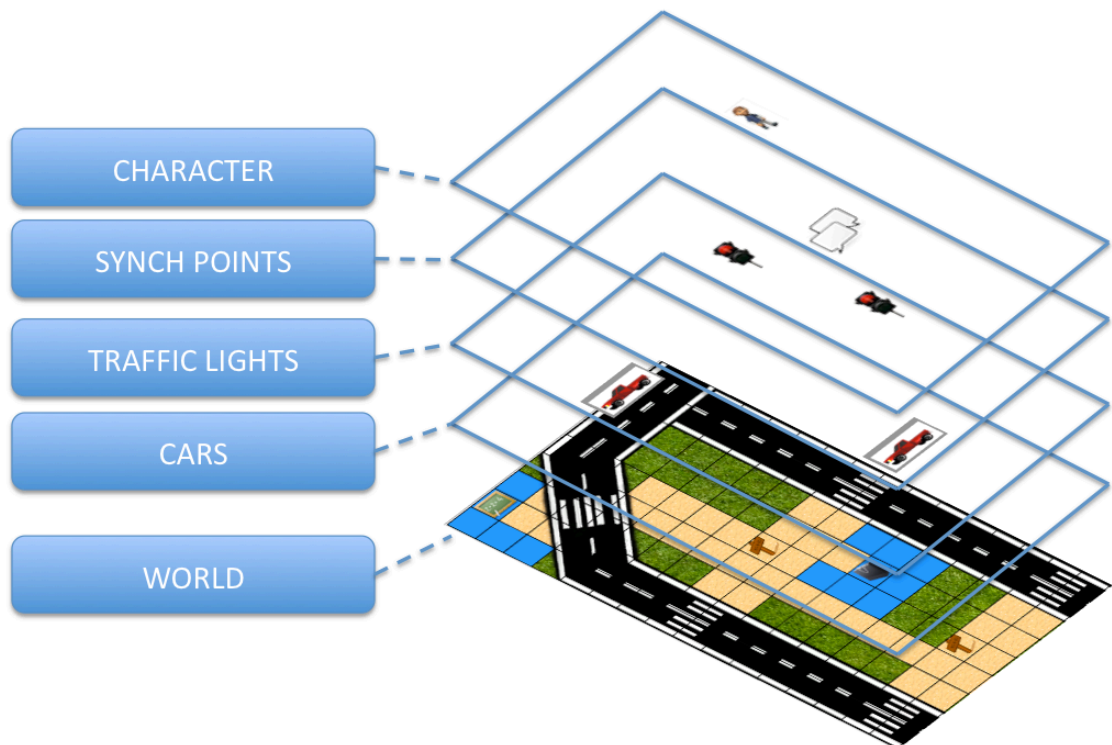 CHARACTER
SYNCH POINTS
TRAFFIC LIGHTS
CARS
WORLD